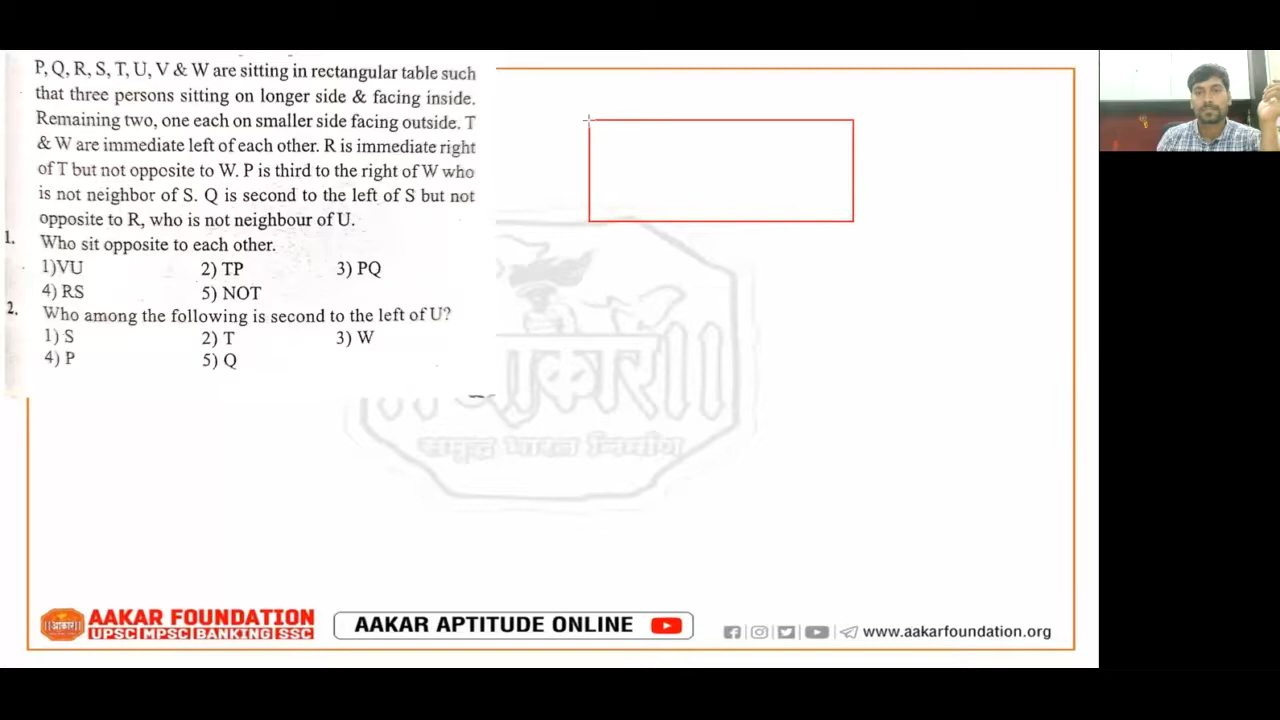 P, Q, R, S, T, U, V & W are sitting in rectangular table such
that three persons sitting on longer side & facing inside.
Remaining two, one each on smaller side facing outside. T
& W are immediate left of each other. R is immediate right
of T but not opposite to W. P is third to the right of W who
is not neighbor of S. Q is second to the left of S but not
opposite to R, who is not neighbour of U.
1. Who sit opposite to each other.
1)VU 2) TP 3) PQ
4) RS 5) NOT
2. Who among the following is second to the left of U?
1) S 2) T 3) W
4) P 5) Q
॥आकार॥
समृद्ध भारत निर्माण
॥आकार॥ AAKAR FOUNDATION
UPSC MPSC BANKING SSC
AAKAR APTITUDE ONLINE
www.aakarfoundation.org